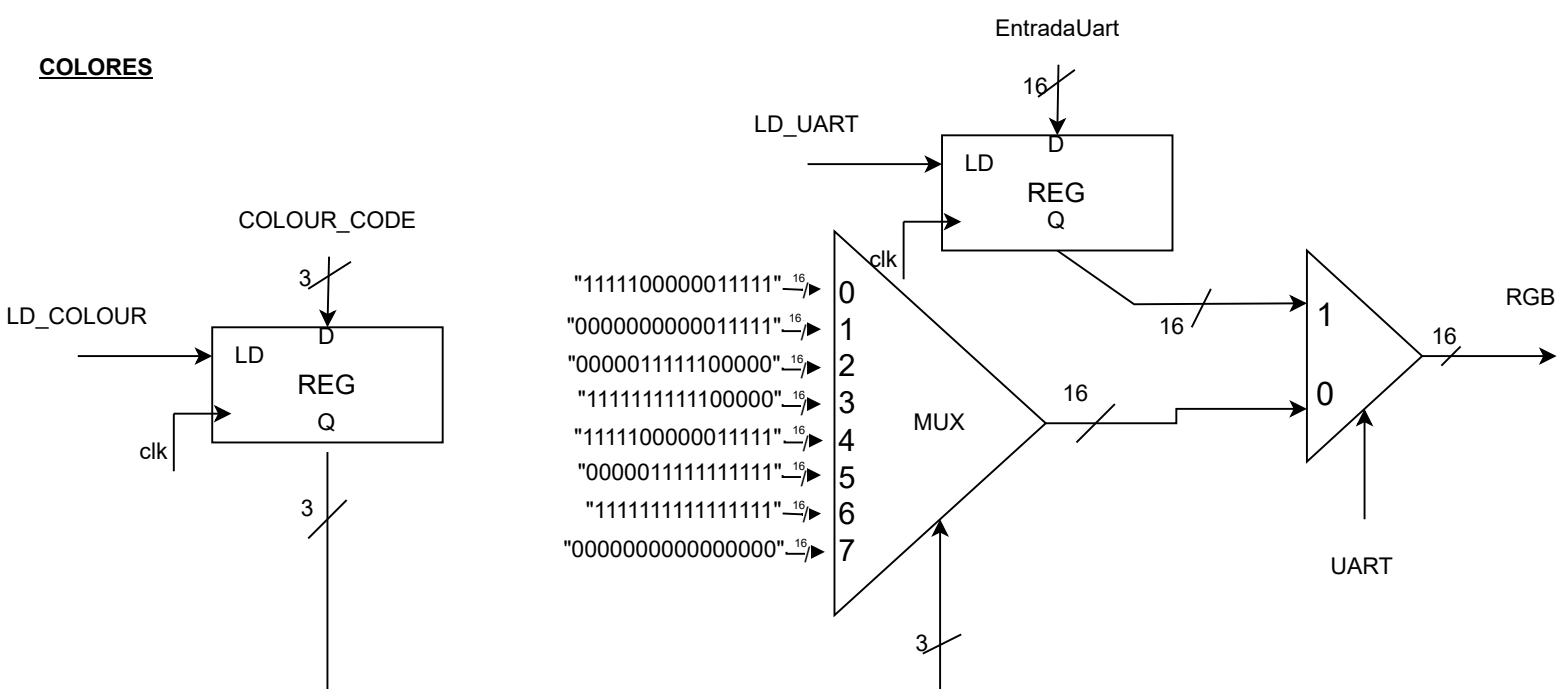 COLORES
EntradaUart
16
LD_UART
D
LD
REG
Q
clk
COLOUR_CODE
3
LD_COLOUR
D
LD
REG
Q
clk
3
"1111100000011111" 16 0
"0000000000011111" 16 1
"0000011111100000" 16 2
"1111111111100000" 16 3
"1111100000011111" 16 4
"0000011111111111" 16 5
"1111111111111111" 16 6
"0000000000000000" 16 7
MUX
3
16
16
1
0
16
RGB
UART